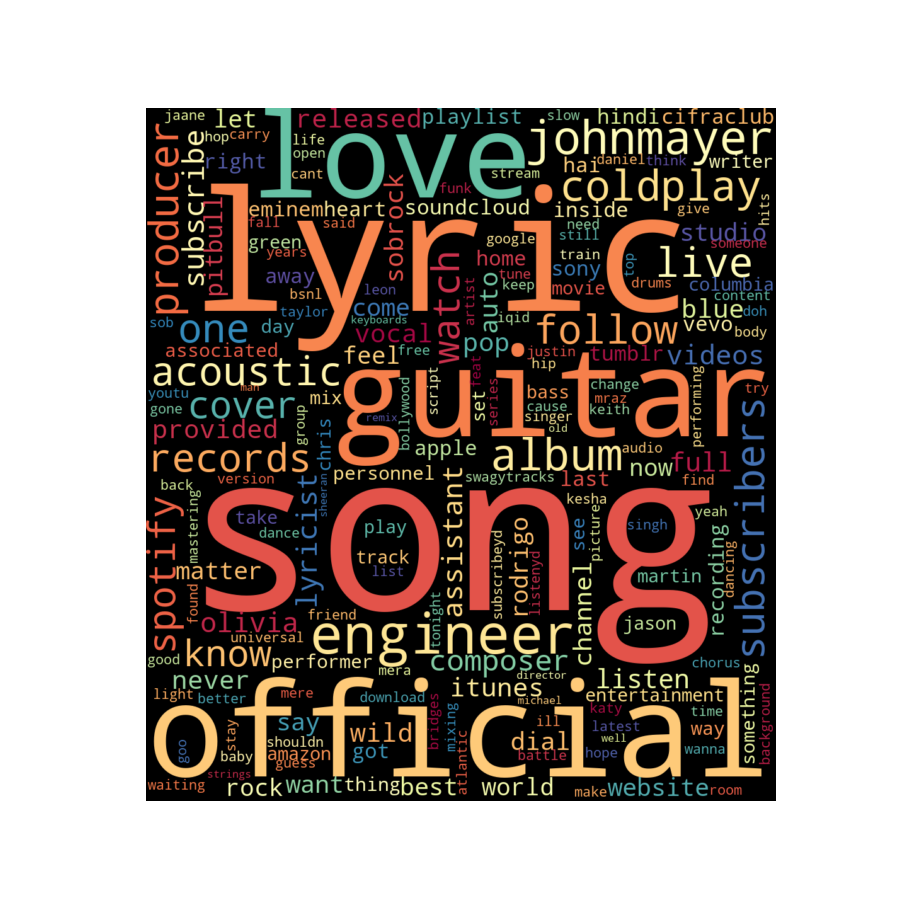 jaane
let
released
playlist
slow
hindi
cifraclub
love
johnmayer
hop
carry
life
open
right
cant
stream
hai
daniel
think
writer
producer
subscribe
pitbull
lyric
funk
coldplay
eminem
heart
soundcloud
inside
give
hits
fall
said
sobrock
need
still
studio
someone
green
years
google
train
top
live
away
watch
home
tune
keep
sony
movie
drums
columbia
content
bsnl
leon
come
artist
auto
taylor
keyboards
iqid
blue
doh
sob
one
day
vocal
pop
follow
vevo
body
associated
feel
free
justin
hip
tumblr
videos
youtu
acoustic
man
script
feat
guitar
try
gone
cover
mix
bollywood
set
series
bass
cause
singer
old
change
mraz
keith
performing
subscribers
provided
group
chris
remix
records
apple
album
audio
now
full
personnel
swagytracks
last
find
back
version
sheeran
lyricist
song
kesha
yeah
spotify
mastering
take
dance
play
assistant
subscribeyd
rodrigo
listenyd
see
pictures
singh
recording
dancing
track
list
matter
found
martin
olivia
friend
tonight
channel
jason
universal
engineer
good
know
performer
mera
composer
director
chorus
never
itunes
listen
entertainment
something
background
light
better
mere
download
bridges
mixing
michael
katy
time
official
goo
stay
say
wild
ill
latest
way
shouldn
got
dial
well
wanna
baby
amazon
guess
atlantic
battle
hope
strings
waiting
rock
want
thing
best
world
make
website
room